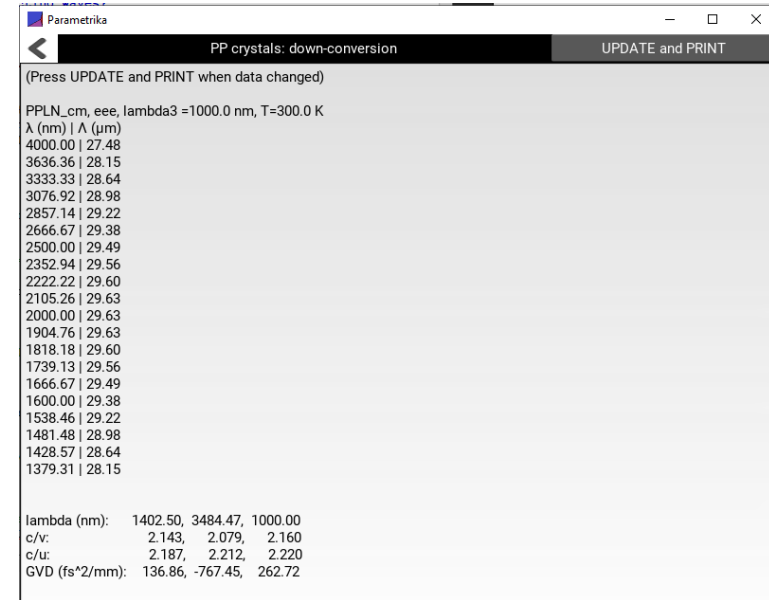 Parametrika
PP crystals: down-conversion
UPDATE and PRINT
(Press UPDATE and PRINT when data changed)
PPLN_cm, eee, lambda3 =1000.0 nm, T=300.0 K
λ (nm) | Λ (μm)
4000.00 | 27.48
3636.36 | 28.15
3333.33 | 28.64
3076.92 | 28.98
2857.14 | 29.22
2666.67 | 29.38
2500.00 | 29.49
2352.94 | 29.56
2222.22 | 29.60
2105.26 | 29.63
2000.00 | 29.63
1904.76 | 29.63
1818.18 | 29.60
1739.13 | 29.56
1666.67 | 29.49
1600.00 | 29.38
1538.46 | 29.22
1481.48 | 28.98
1428.57 | 28.64
1379.31 | 28.15
lambda (nm): 1402.50, 3484.47, 1000.00
c/v: 2.143, 2.079, 2.160
c/u: 2.187, 2.212, 2.220
GVD (fs^2/mm): 136.86, -767.45, 262.72